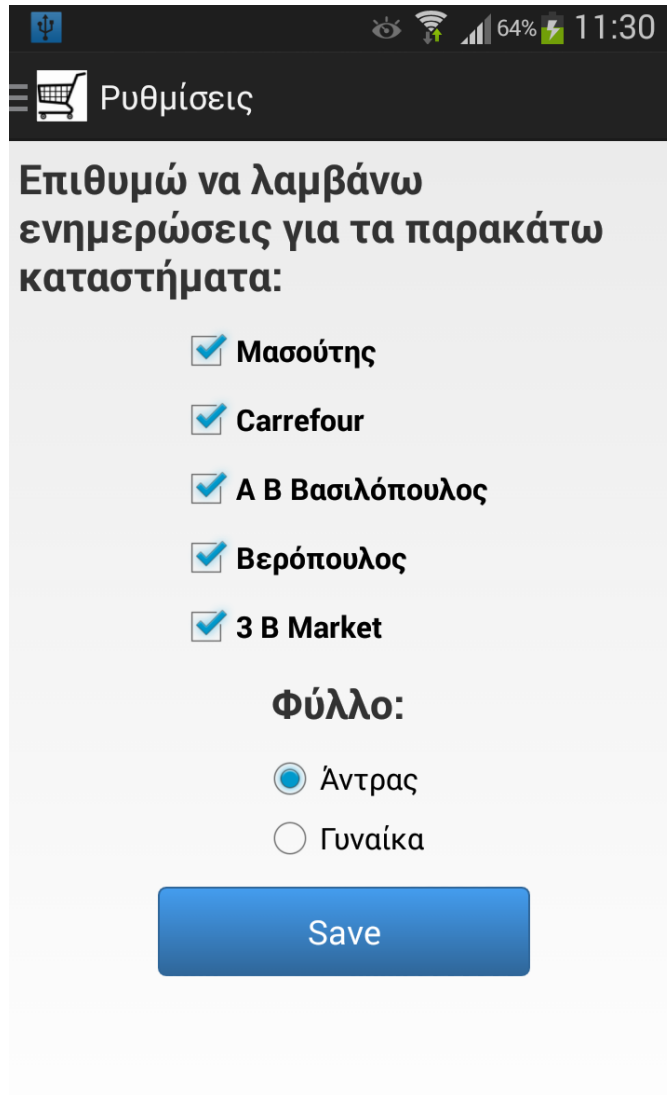 64% 11:30
Ρυθμίσεις
Επιθυμώ να λαμβάνω
ενημερώσεις για τα παρακάτω
καταστήματα:
Μασούτης
Carrefour
Α Β Βασιλόπουλος
Βερόπουλος
3 Β Market
Φύλλο:
Άντρας
Γυναίκα
Save